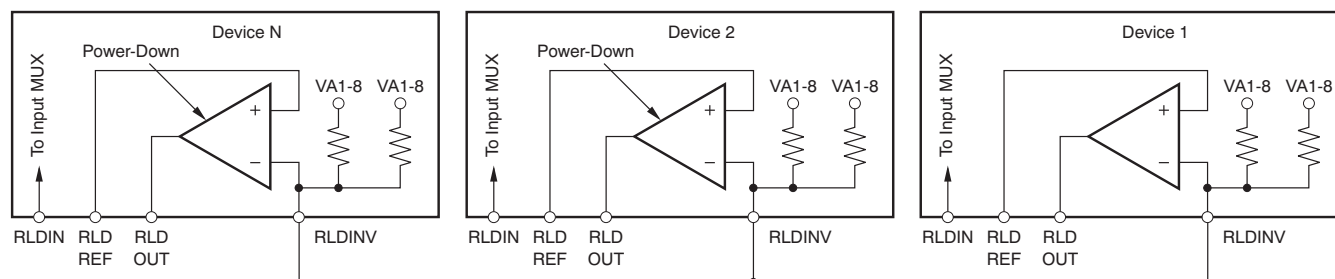 Device N
Power-Down
To Input MUX
VA1-8 VA1-8
+
−
RLDIN RLD REF RLD OUT RLDINV
Device 2
Power-Down
To Input MUX
VA1-8 VA1-8
+
−
RLDIN RLD REF RLD OUT RLDINV
Device 1
To Input MUX
VA1-8 VA1-8
+
−
RLDIN RLD REF RLD OUT RLDINV